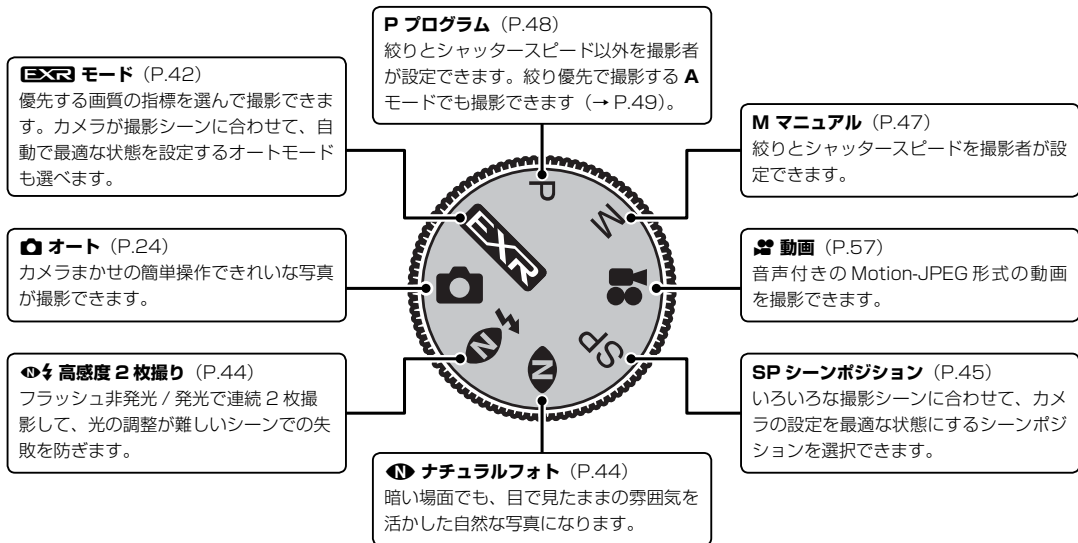 P プログラム（P.48）
絞りとシャッタースピード以外を撮影者
が設定できます。絞り優先で撮影する A
モードでも撮影できます（→ P.49）。
EXR モード（P.42）
優先する画質の指標を選んで撮影できま
す。カメラが撮影シーンに合わせて、自
動で最適な状態を設定するオートモード
も選べます。
M マニュアル（P.47）
絞りとシャッタースピードを撮影者が設
定できます。
オート（P.24）
カメラまかせの簡単操作できれいな写真
が撮影できます。
動画（P.57）
音声付きの Motion-JPEG 形式の動画
を撮影できます。
N 高感度 2 枚撮り（P.44）
フラッシュ非発光 / 発光で連続 2 枚撮
影して、光の調整が難しいシーンでの失
敗を防ぎます。
SP シーンポジション（P.45）
いろいろな撮影シーンに合わせて、カメ
ラの設定を最適な状態にするシーンポジ
ションを選択できます。
N ナチュラルフォト（P.44）
暗い場面でも、目で見たままの雰囲気を
活かした自然な写真になります。
P
M
EXR
SP
N
N